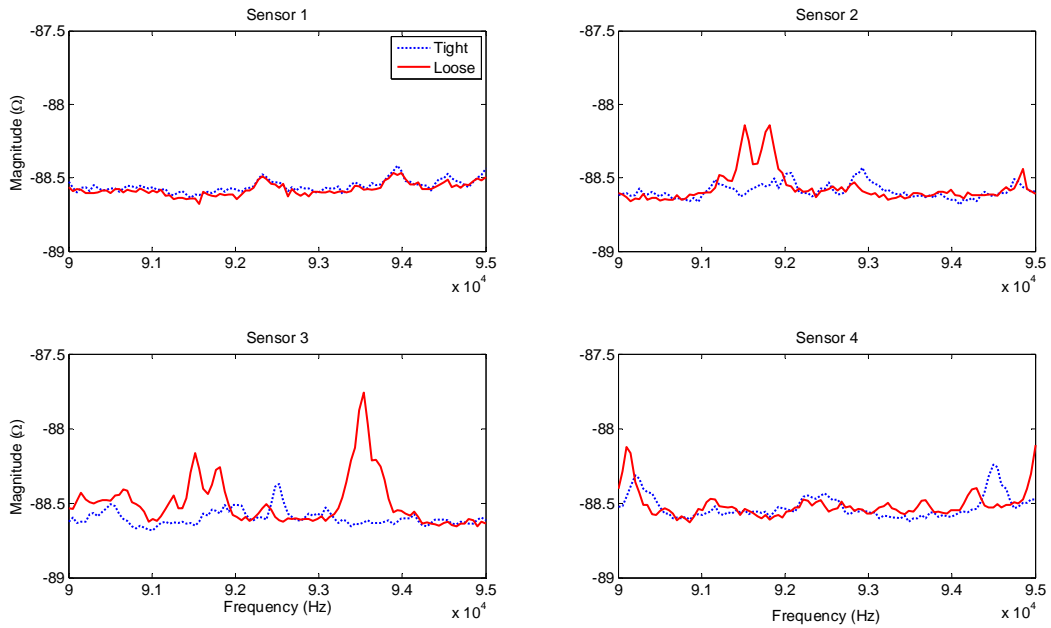 Sensor 1
-87.5
-88
-88.5
-89
Magnitude (Ω)
Tight
Loose
9 9.1 9.2 9.3 9.4 9.5
x 10^4
Sensor 2
-87.5
-88
-88.5
-89
9 9.1 9.2 9.3 9.4 9.5
x 10^4
Sensor 3
-87.5
-88
-88.5
-89
Magnitude (Ω)
9 9.1 9.2 9.3 9.4 9.5
Frequency (Hz)
x 10^4
Sensor 4
-87.5
-88
-88.5
-89
9 9.1 9.2 9.3 9.4 9.5
Frequency (Hz)
x 10^4